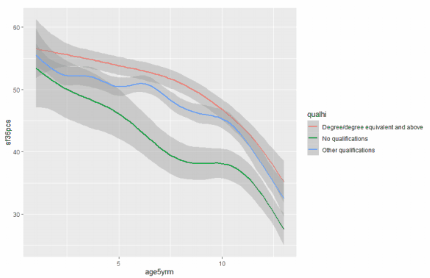 60
50
40
30
sf36pcs
5
10
age5yrm
qualhi
Degree/degree equivalent and above
No qualifications
Other qualifications